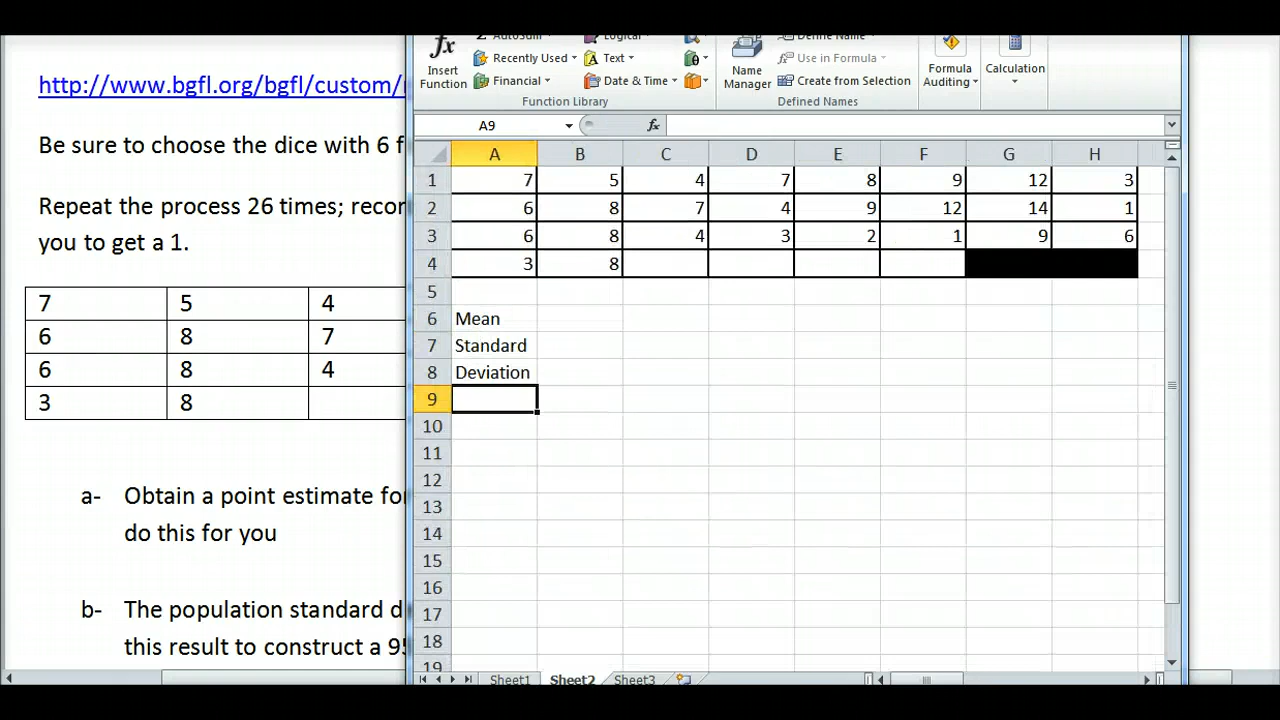 http://www.bgfl.org/bgfl/custom/
Be sure to choose the dice with 6 f
Repeat the process 26 times; recor
you to get a 1.
7 5 4
6 8 7
6 8 4
3 8
a- Obtain a point estimate for
do this for you
b- The population standard d
this result to construct a 95
fx
Insert
Function
AutoSum
Recently Used
Financial
Logical
Text
Date & Time
Function Library
Name
Manager
Define Name
Use in Formula
Create from Selection
Defined Names
Formula
Auditing
Calculation
A9 fx
A B C D E F G H
1 7 5 4 7 8 9 12 3
2 6 8 7 4 9 12 14 1
3 6 8 4 3 2 1 9 6
4 3 8
5
6 Mean
7 Standard
8 Deviation
9
10
11
12
13
14
15
16
17
18
19
Sheet1 Sheet2 Sheet3